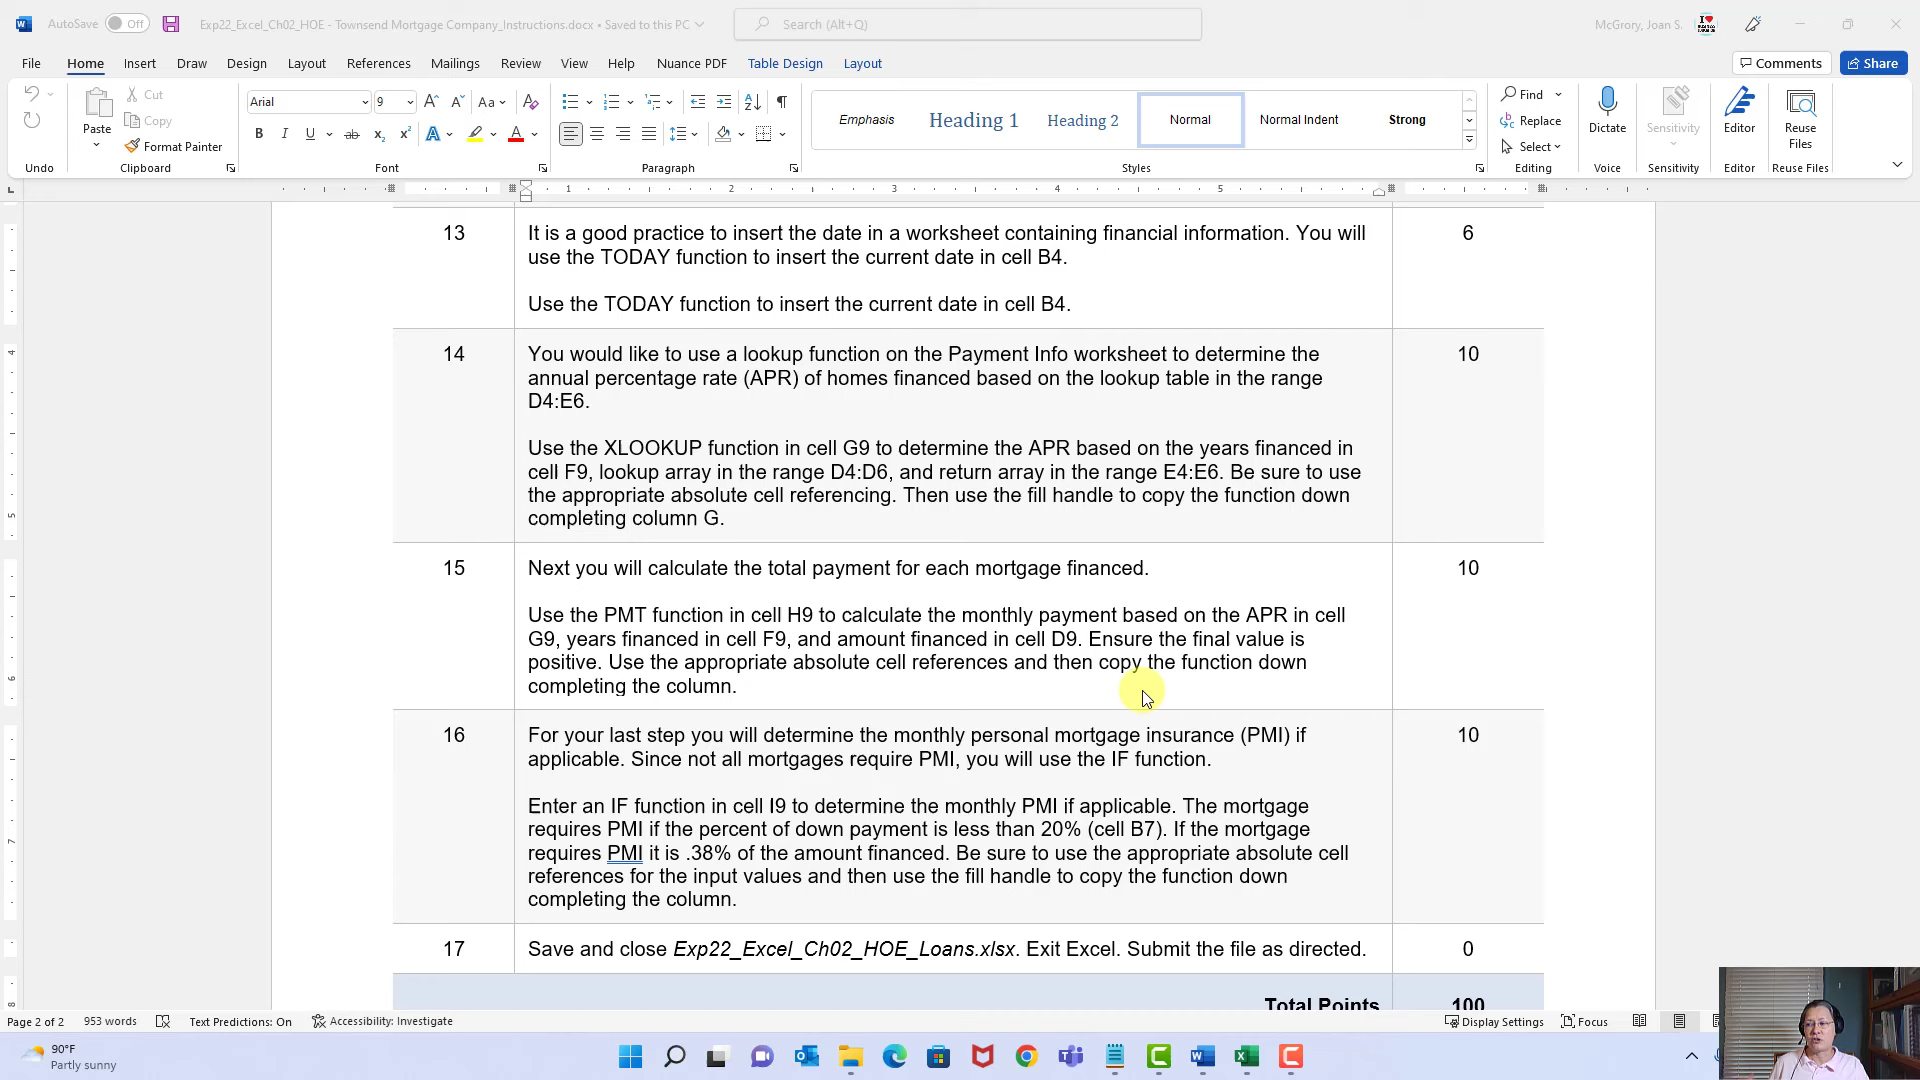 AutoSave Off Exp22_Excel_Ch02_HOE - Townsend Mortgage Company_Instructions.docx • Saved to this PC Search (Alt+Q) McGrory, Joan S.
File Home Insert Draw Design Layout References Mailings Review View Help Nuance PDF Table Design Layout Comments Share
Undo
Paste Cut Copy Format Painter Clipboard
Arial 9 Font
Paragraph
Emphasis Heading 1 Heading 2 Normal Normal Indent Strong Styles
Find Replace Select Editing
Dictate Voice
Sensitivity Sensitivity
Editor Editor
Reuse Files Reuse Files
1 2 3 4 5
13 It is a good practice to insert the date in a worksheet containing financial information. You will 6
use the TODAY function to insert the current date in cell B4.
Use the TODAY function to insert the current date in cell B4.
14 You would like to use a lookup function on the Payment Info worksheet to determine the 10
annual percentage rate (APR) of homes financed based on the lookup table in the range
D4:E6.
Use the XLOOKUP function in cell G9 to determine the APR based on the years financed in
cell F9, lookup array in the range D4:D6, and return array in the range E4:E6. Be sure to use
the appropriate absolute cell referencing. Then use the fill handle to copy the function down
completing column G.
15 Next you will calculate the total payment for each mortgage financed. 10
Use the PMT function in cell H9 to calculate the monthly payment based on the APR in cell
G9, years financed in cell F9, and amount financed in cell D9. Ensure the final value is
positive. Use the appropriate absolute cell references and then copy the function down
completing the column.
16 For your last step you will determine the monthly personal mortgage insurance (PMI) if 10
applicable. Since not all mortgages require PMI, you will use the IF function.
Enter an IF function in cell I9 to determine the monthly PMI if applicable. The mortgage
requires PMI if the percent of down payment is less than 20% (cell B7). If the mortgage
requires PMI it is .38% of the amount financed. Be sure to use the appropriate absolute cell
references for the input values and then use the fill handle to copy the function down
completing the column.
17 Save and close Exp22_Excel_Ch02_HOE_Loans.xlsx. Exit Excel. Submit the file as directed. 0
Total Points 100
4
5
6
7
8
Page 2 of 2 953 words Text Predictions: On Accessibility: Investigate Display Settings Focus
90°F
Partly sunny